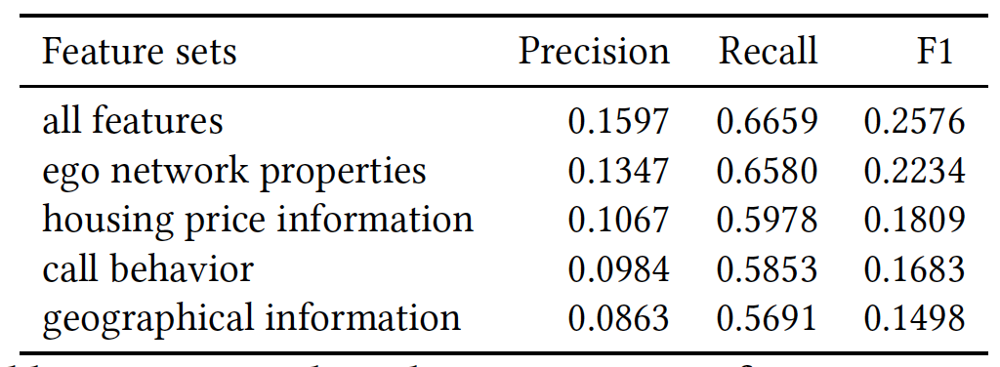 Feature sets Precision Recall F1
all features 0.1597 0.6659 0.2576
ego network properties 0.1347 0.6580 0.2234
housing price information 0.1067 0.5978 0.1809
call behavior 0.0984 0.5853 0.1683
geographical information 0.0863 0.5691 0.1498